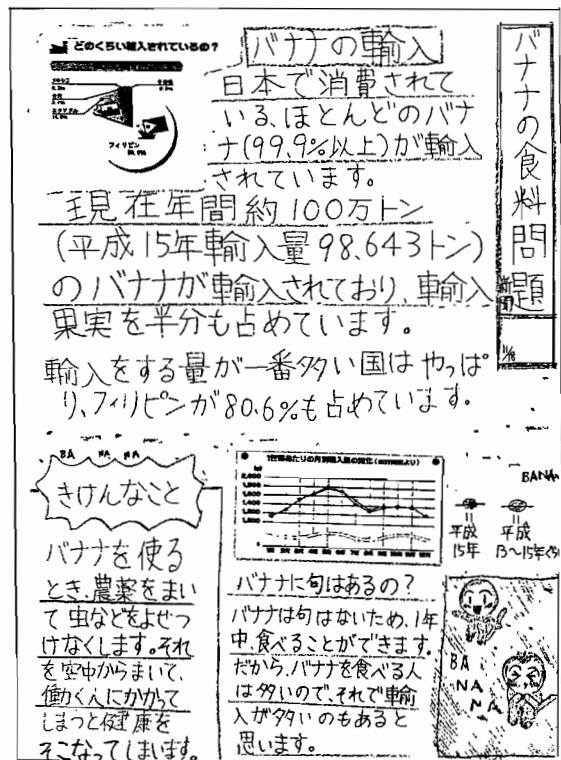 バナナの食料問題
新聞
どのくらい輸入されているの?
フィリピン
バナナの輸入
日本で消費されて
いる、ほとんどのバナ
ナ(99.9%以上)が輸入
されています。
現在年間約100万トン
(平成15年輸入量98.643トン)
のバナナが輸入されており、輸入
果実を半分も占めています。
輸入をする量が一番多い国はやっぱ
り、フィリピンが80.6%も占めています。
BA NA NA
きけんなこと
バナナを使る
とき、農薬をまい
て虫などをよせつ
けなくします。それ
を空中からまいて、
働く人にかかって
しまうと健康を
そこなってしまいます。
2,000
BANA
平成
15年
平成
13〜15年ぐら
バナナに旬はあるの?
バナナは旬はないため、1年
中、食べることができます。
だから、バナナを食べる人
は多いので、それで輸
入が多いのもあると
思います。
BA
NA
NA